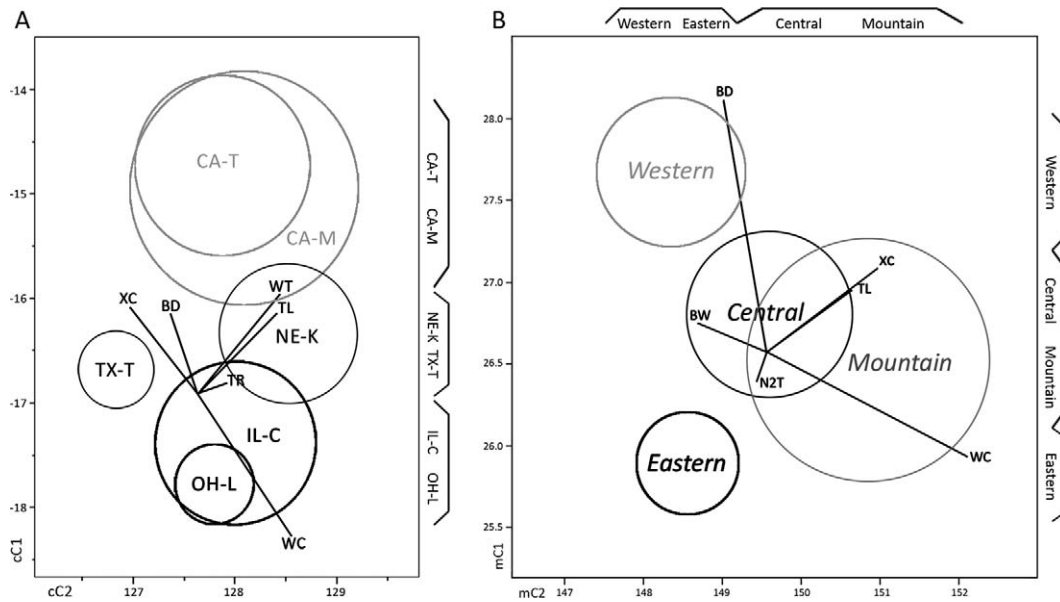 A
-14
-15
-16
-17
-18
cC1
cC2
127
128
129
CA-T
CA-M
XC
BD
WT
TL
NE-K
TX-T
TR
IL-C
OH-L
WC
CA-T CA-M
NE-K TX-T
IL-C OH-L
B
Western Eastern Central Mountain
28.0
27.5
27.0
26.5
26.0
25.5
mC1
mC2
147
148
149
150
151
152
BD
Western
XC
TL
Central
BW
Mountain
N2T
Eastern
WC
Western
Central Mountain
Eastern